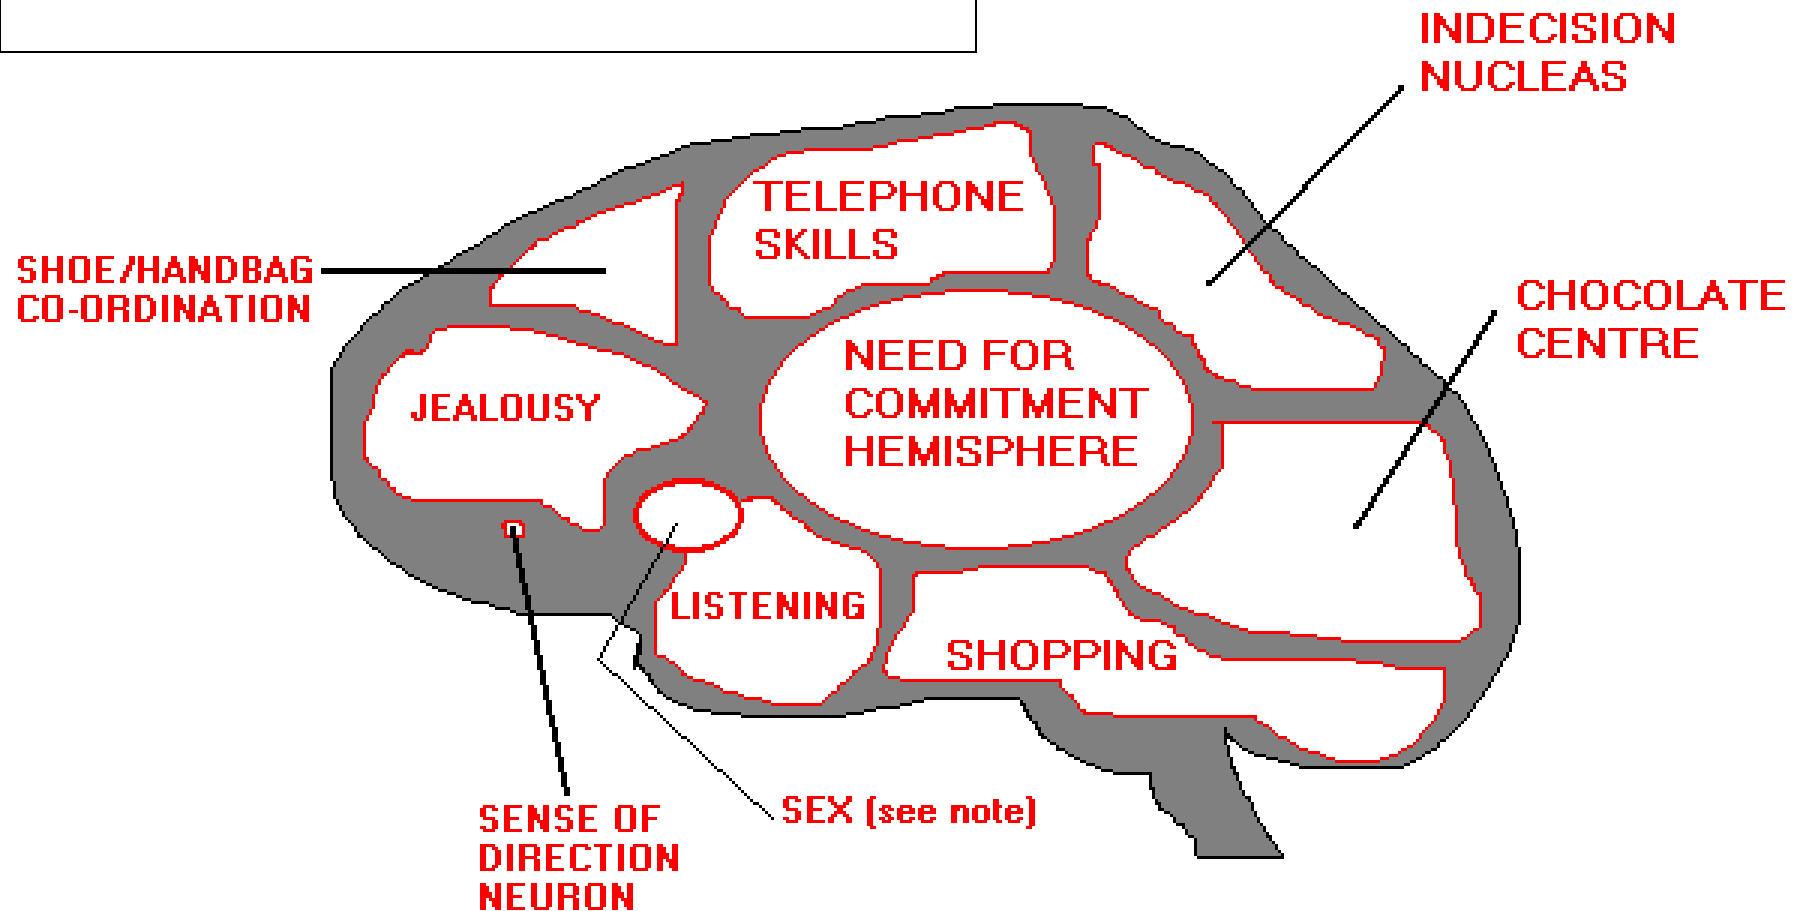 INDECISION
NUCLEAS
TELEPHONE
SKILLS
SHOE/HANDBAG
CO-ORDINATION
CHOCOLATE
CENTRE
NEED FOR
COMMITMENT
HEMISPHERE
JEALOUSY
LISTENING
SHOPPING
SEX (see note)
SENSE OF
DIRECTION
NEURON